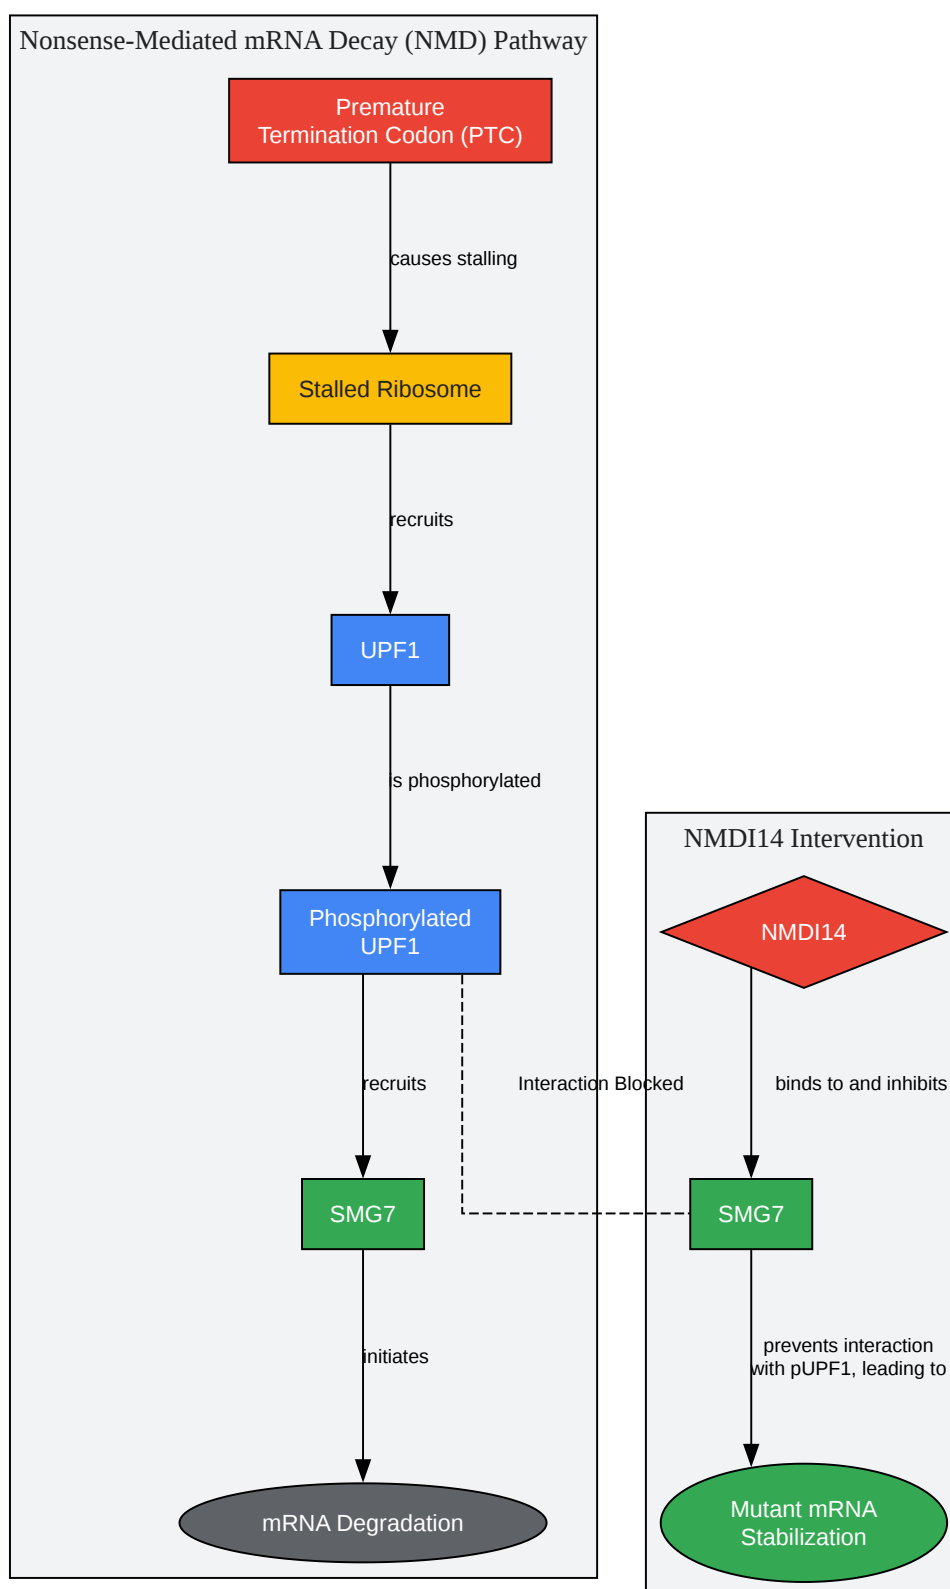 Nonsense-Mediated mRNA Decay (NMD) Pathway
Premature
Termination Codon (PTC)
causes stalling
Stalled Ribosome
recruits
UPF1
is phosphorylated
Phosphorylated
UPF1
recruits
Interaction Blocked
SMG7
initiates
mRNA Degradation
NMDI14 Intervention
NMDI14
binds to and inhibits
SMG7
prevents interaction
with pUPF1, leading to
Mutant mRNA
Stabilization